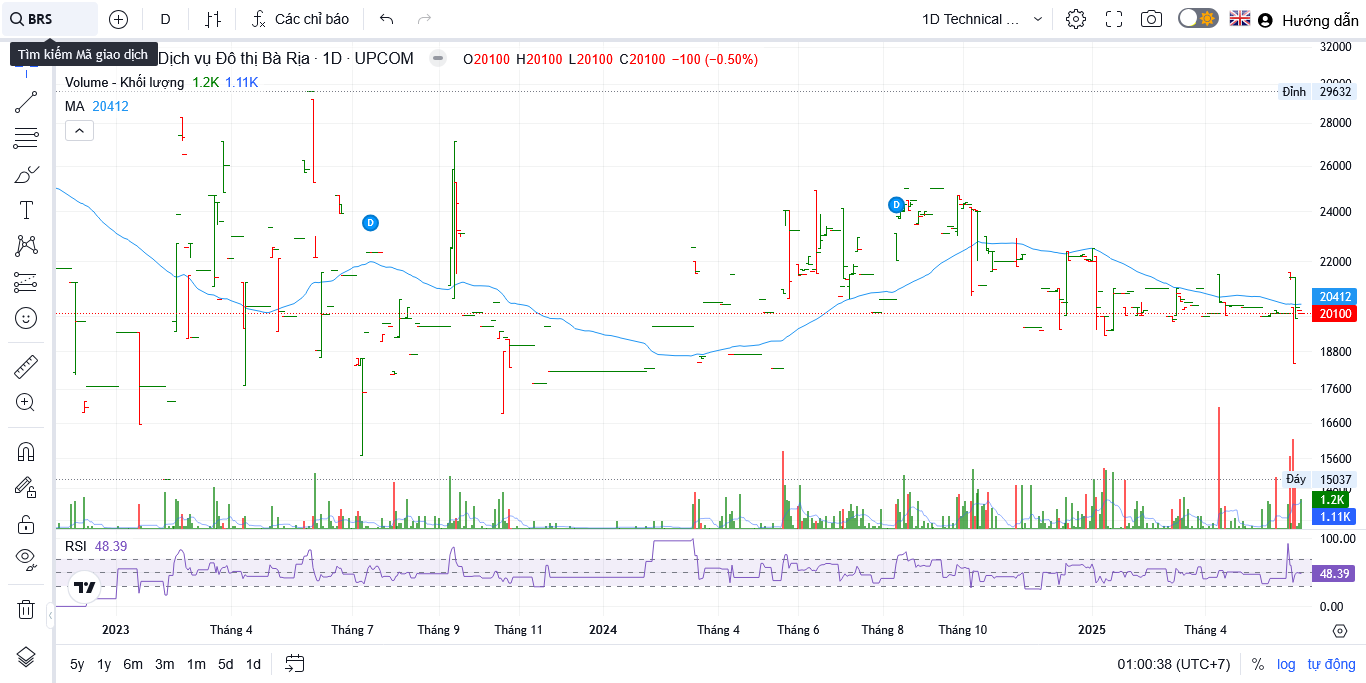 BRS
D
Các chỉ báo
1D Technical ...
Hướng dẫn
Tìm kiếm Mã giao dịch
Dịch vụ Đô thị Bà Rịa · 1D · UPCOM
O20100 H20100 L20100 C20100 −100 (−0.50%)
Volume - Khối lượng 1.2K 1.11K
MA 20412
32000
Đỉnh 29632
28000
26000
D
D
24000
22000
20412
20100
18800
17600
16600
15600
Đáy 15037
1.2K
1.11K
RSI 48.39
100.00
48.39
0.00
2023 Tháng 4 Tháng 7 Tháng 9 Tháng 11 2024 Tháng 4 Tháng 6 Tháng 8 Tháng 10 2025 Tháng 4
5y 1y 6m 3m 1m 5d 1d
01:00:38 (UTC+7) % log tự động